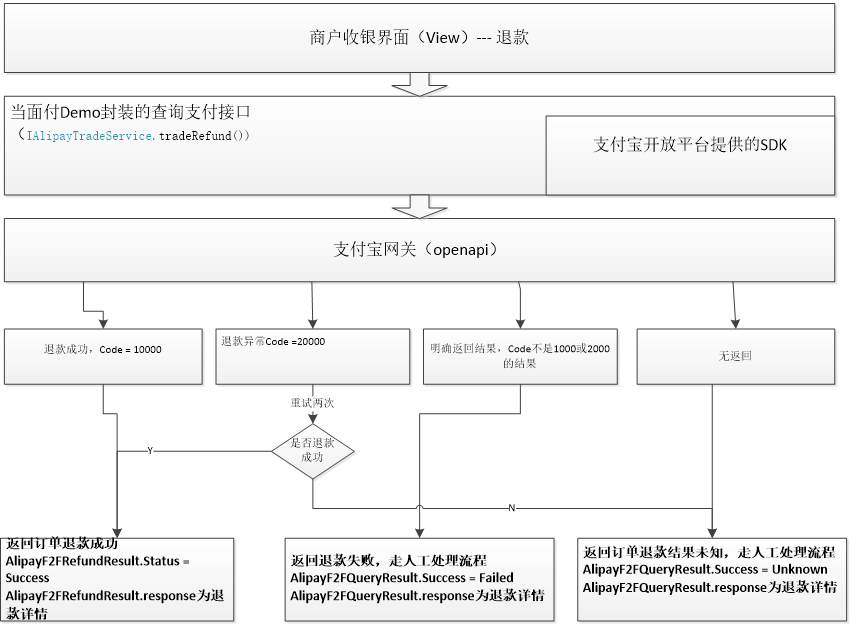 商户收银界面（View）--- 退款
当面付Demo封装的查询支付接口
（IAlipayTradeService.tradeRefund()）
支付宝开放平台提供的SDK
支付宝网关（openapi）
退款成功，Code = 10000
退款异常Code =20000
明确返回结果，Code不是1000或2000
的结果
无返回
重试两次
是否退款
成功
Y
N
返回订单退款成功
AlipayF2FRefundResult.Status =
Success
AlipayF2FRefundResult.response为退
款详情
返回退款失败，走人工处理流程
AlipayF2FQueryResult.Success = Failed
AlipayF2FQueryResult.response为退款详情
返回订单退款结果未知，走人工处理流程
AlipayF2FQueryResult.Success = Unknown
AlipayF2FQueryResult.response为退款详情